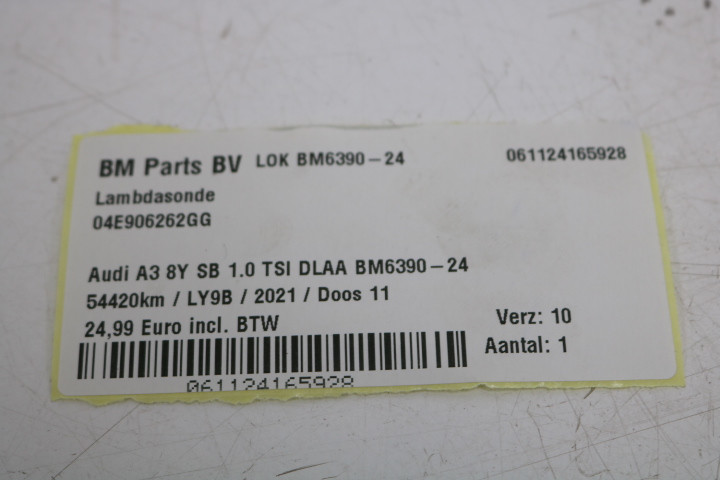 BM Parts BV LOK BM6390-24 061124165928
Lambdasonde
04E906262GG
Audi A3 8Y SB 1.0 TSI DLAA BM6390-24
54420km / LY9B / 2021 / Doos 11
24,99 Euro incl. BTW Verz: 10
Aantal: 1
061124165928